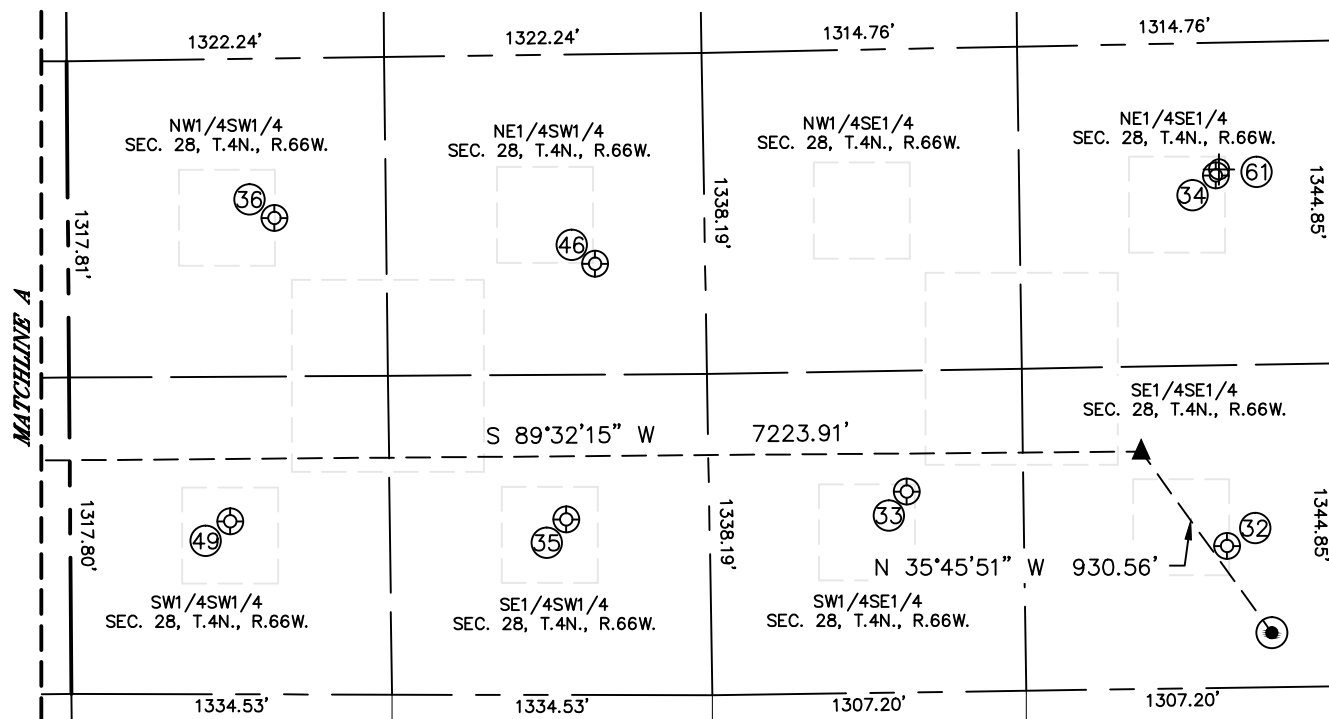 1322.24'
1322.24'
1314.76'
1314.76'
NW1/4SW1/4
SEC. 28, T.4N., R.66W.
NE1/4SW1/4
SEC. 28, T.4N., R.66W.
NW1/4SE1/4
SEC. 28, T.4N., R.66W.
NE1/4SE1/4
SEC. 28, T.4N., R.66W.
36
46
34
61
1317.81'
1338.19'
1344.85'
MATCHLINE A
SE1/4SE1/4
SEC. 28, T.4N., R.66W.
S 89°32'15" W 7223.91'
1317.80'
1338.19'
1344.85'
49
35
33
32
N 35°45'51" W 930.56'
SW1/4SW1/4
SEC. 28, T.4N., R.66W.
SE1/4SW1/4
SEC. 28, T.4N., R.66W.
SW1/4SE1/4
SEC. 28, T.4N., R.66W.
1334.53'
1334.53'
1307.20'
1307.20'